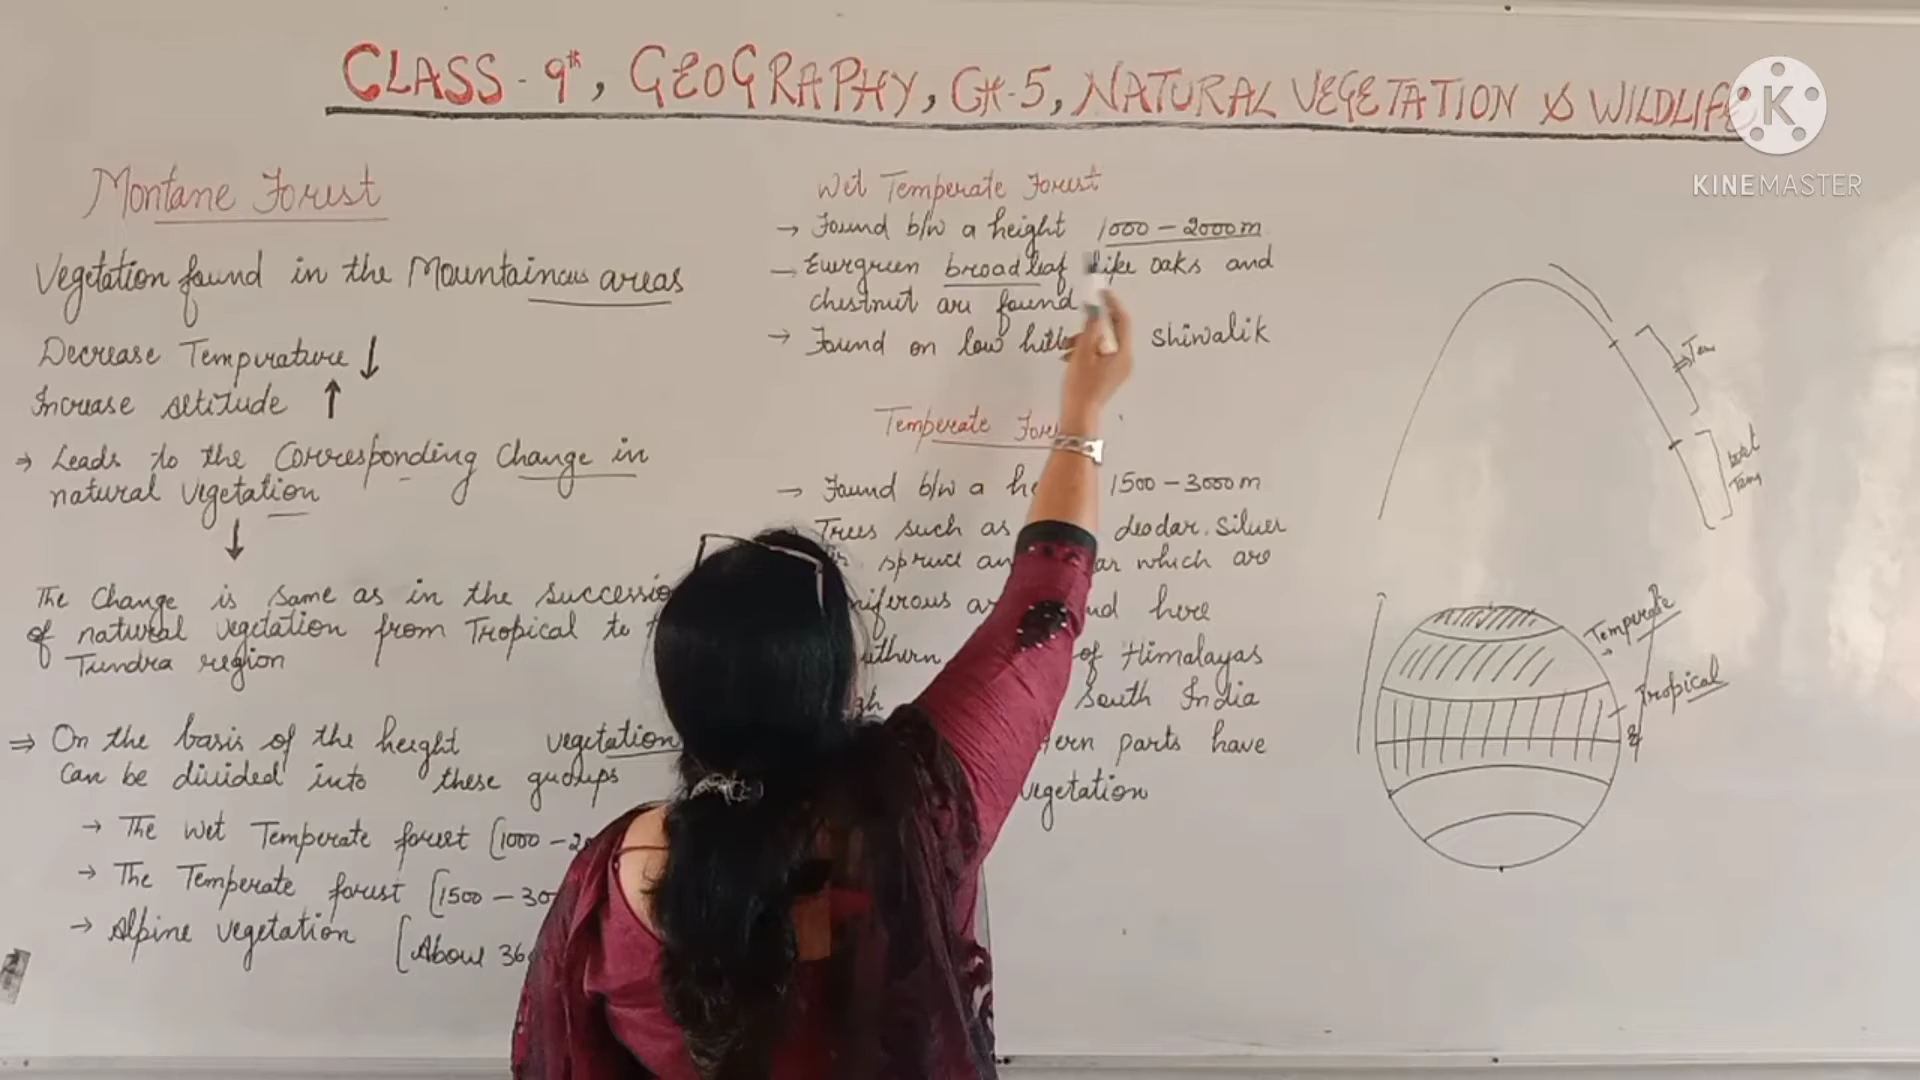 CLASS - 9th, GEOGRAPHY, CH-5, NATURAL VEGETATION & WILDLIFE
KINEMASTER
Montane Forest
Vegetation found in the Mountainous areas
Decrease Temperature ↓
Increase altitude ↑
⇒ Leads to the Corresponding Change in
natural vegetation
↓
The Change is same as in the
of natural vegetation from Tropical to
Tundra region
⇒ On the basis of the height vegetation
Can be divided into these groups
→ The Wet Temperate forest [1000 -
→ The Temperate forest [1500 -
→ Alpine vegetation
Wet Temperate Forest
→ Found b/w a height 1000 - 2000 m
→ Evergreen broad leaf like oaks and
chestnut are found
→ Found on low shiwalik
Temperate
→ Found b/w a 1500 - 3000 m
Trees such as deodar. Silver
spruce which are
here
of Himalayas
South India
parts have
vegetation
Tem
wet
Tem
Temperate
Tropical